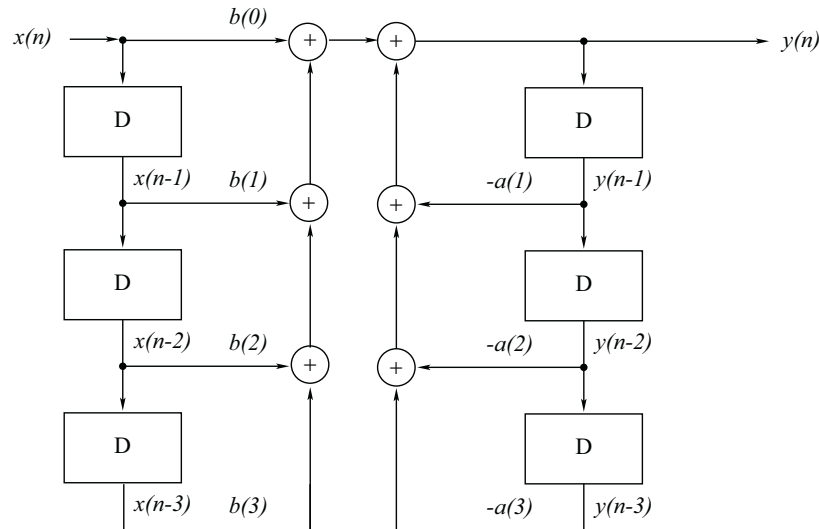 b(0)
x(n) + + y(n)
D D
x(n-1) b(1) -a(1) y(n-1)
+ +
D D
x(n-2) b(2) -a(2) y(n-2)
+ +
D D
x(n-3) b(3) -a(3) y(n-3)